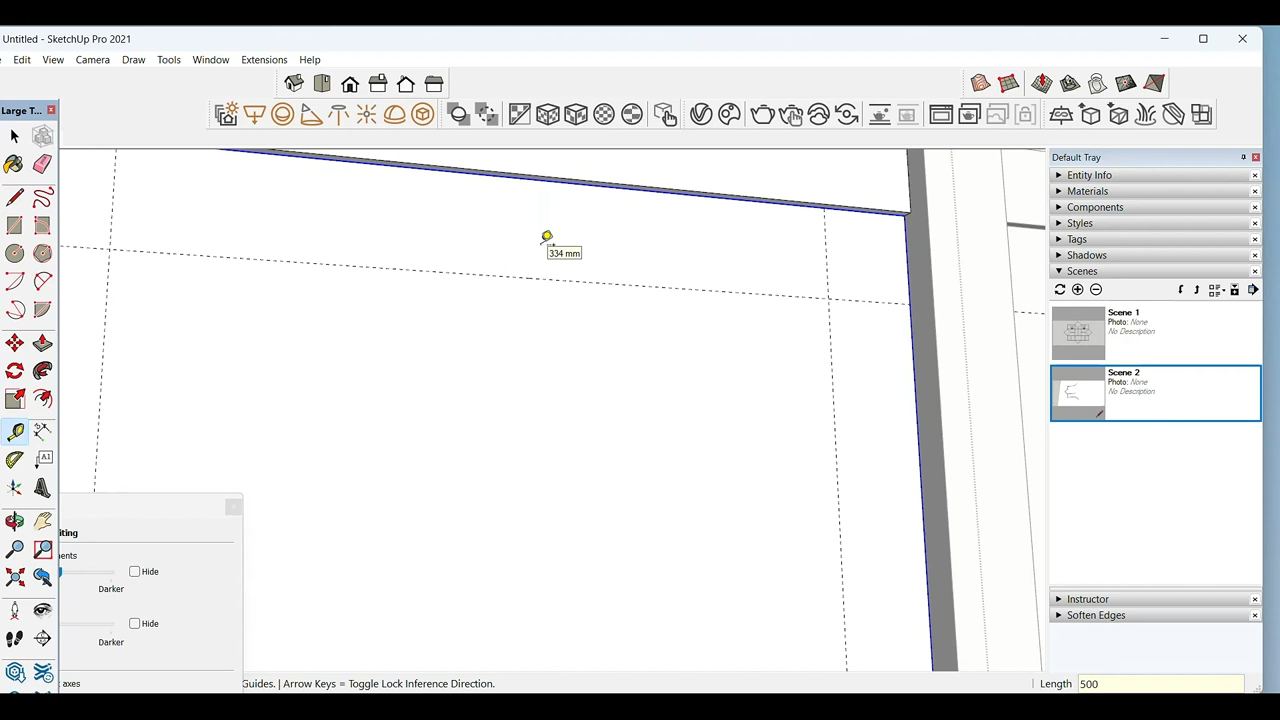 Untitled - SketchUp Pro 2021
Edit View Camera Draw Tools Window Extensions Help
Large T...
Default Tray
Entity Info
Materials
Components
Styles
Tags
Shadows
Scenes
Scene 1
Photo: None
No Description
Scene 2
Photo: None
No Description
334 mm
A1
iting
ents
Hide
Darker
Hide
Darker
axes
Instructor
Soften Edges
Guides. | Arrow Keys = Toggle Lock Inference Direction.
Length 500